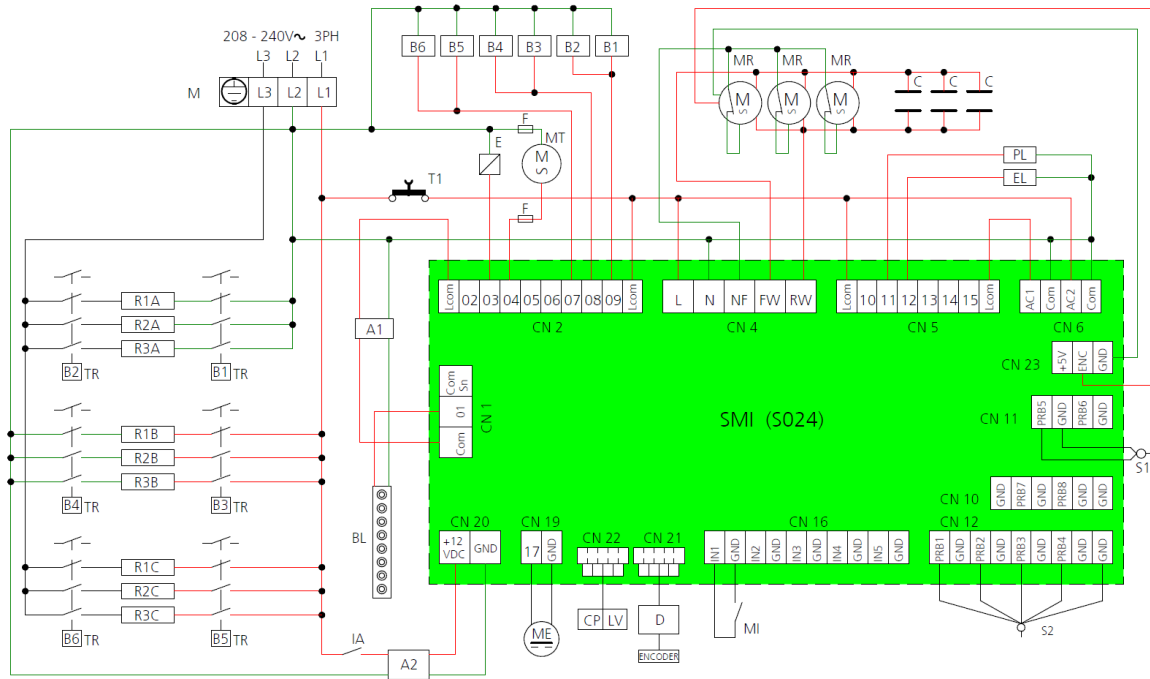 208 - 240V~ 3PH
L3 L2 L1
M L3 L2 L1
B6 B5 B4 B3 B2 B1
MR MR MR
C C C
M S M S M S
F
E MT
M S
T1
F
PL
EL
Lcom 02 03 04 05 06 07 08 09 Lcom
CN 2
L N NF FW RW
CN 4
Lcom 10 11 12 13 14 15 Lcom
CN 5
AC1 Com AC2 Com
CN 6
R1A
R2A
R3A
B2 TR B1 TR
A1
CN 23 +5V ENC GND
Com Sn 01 Com
CN 1
SMI (S024)
CN 11 PRB5 GND PRB6 GND
S1
R1B
R2B
R3B
B4 TR B3 TR
CN 10 GND PRB7 GND PRB8 GND GND
BL
CN 20
+12 VDC GND
CN 19
17 GND
CN 22
CN 21
CN 16
IN1 GND IN2 GND IN3 GND IN4 GND IN5 GND
CN 12
PRB1 GND PRB2 GND PRB3 GND PRB4 GND GND
R1C
R2C
R3C
B6 TR B5 TR
IA
A2
ME
CP LV
D
ENCODER
MI
S2